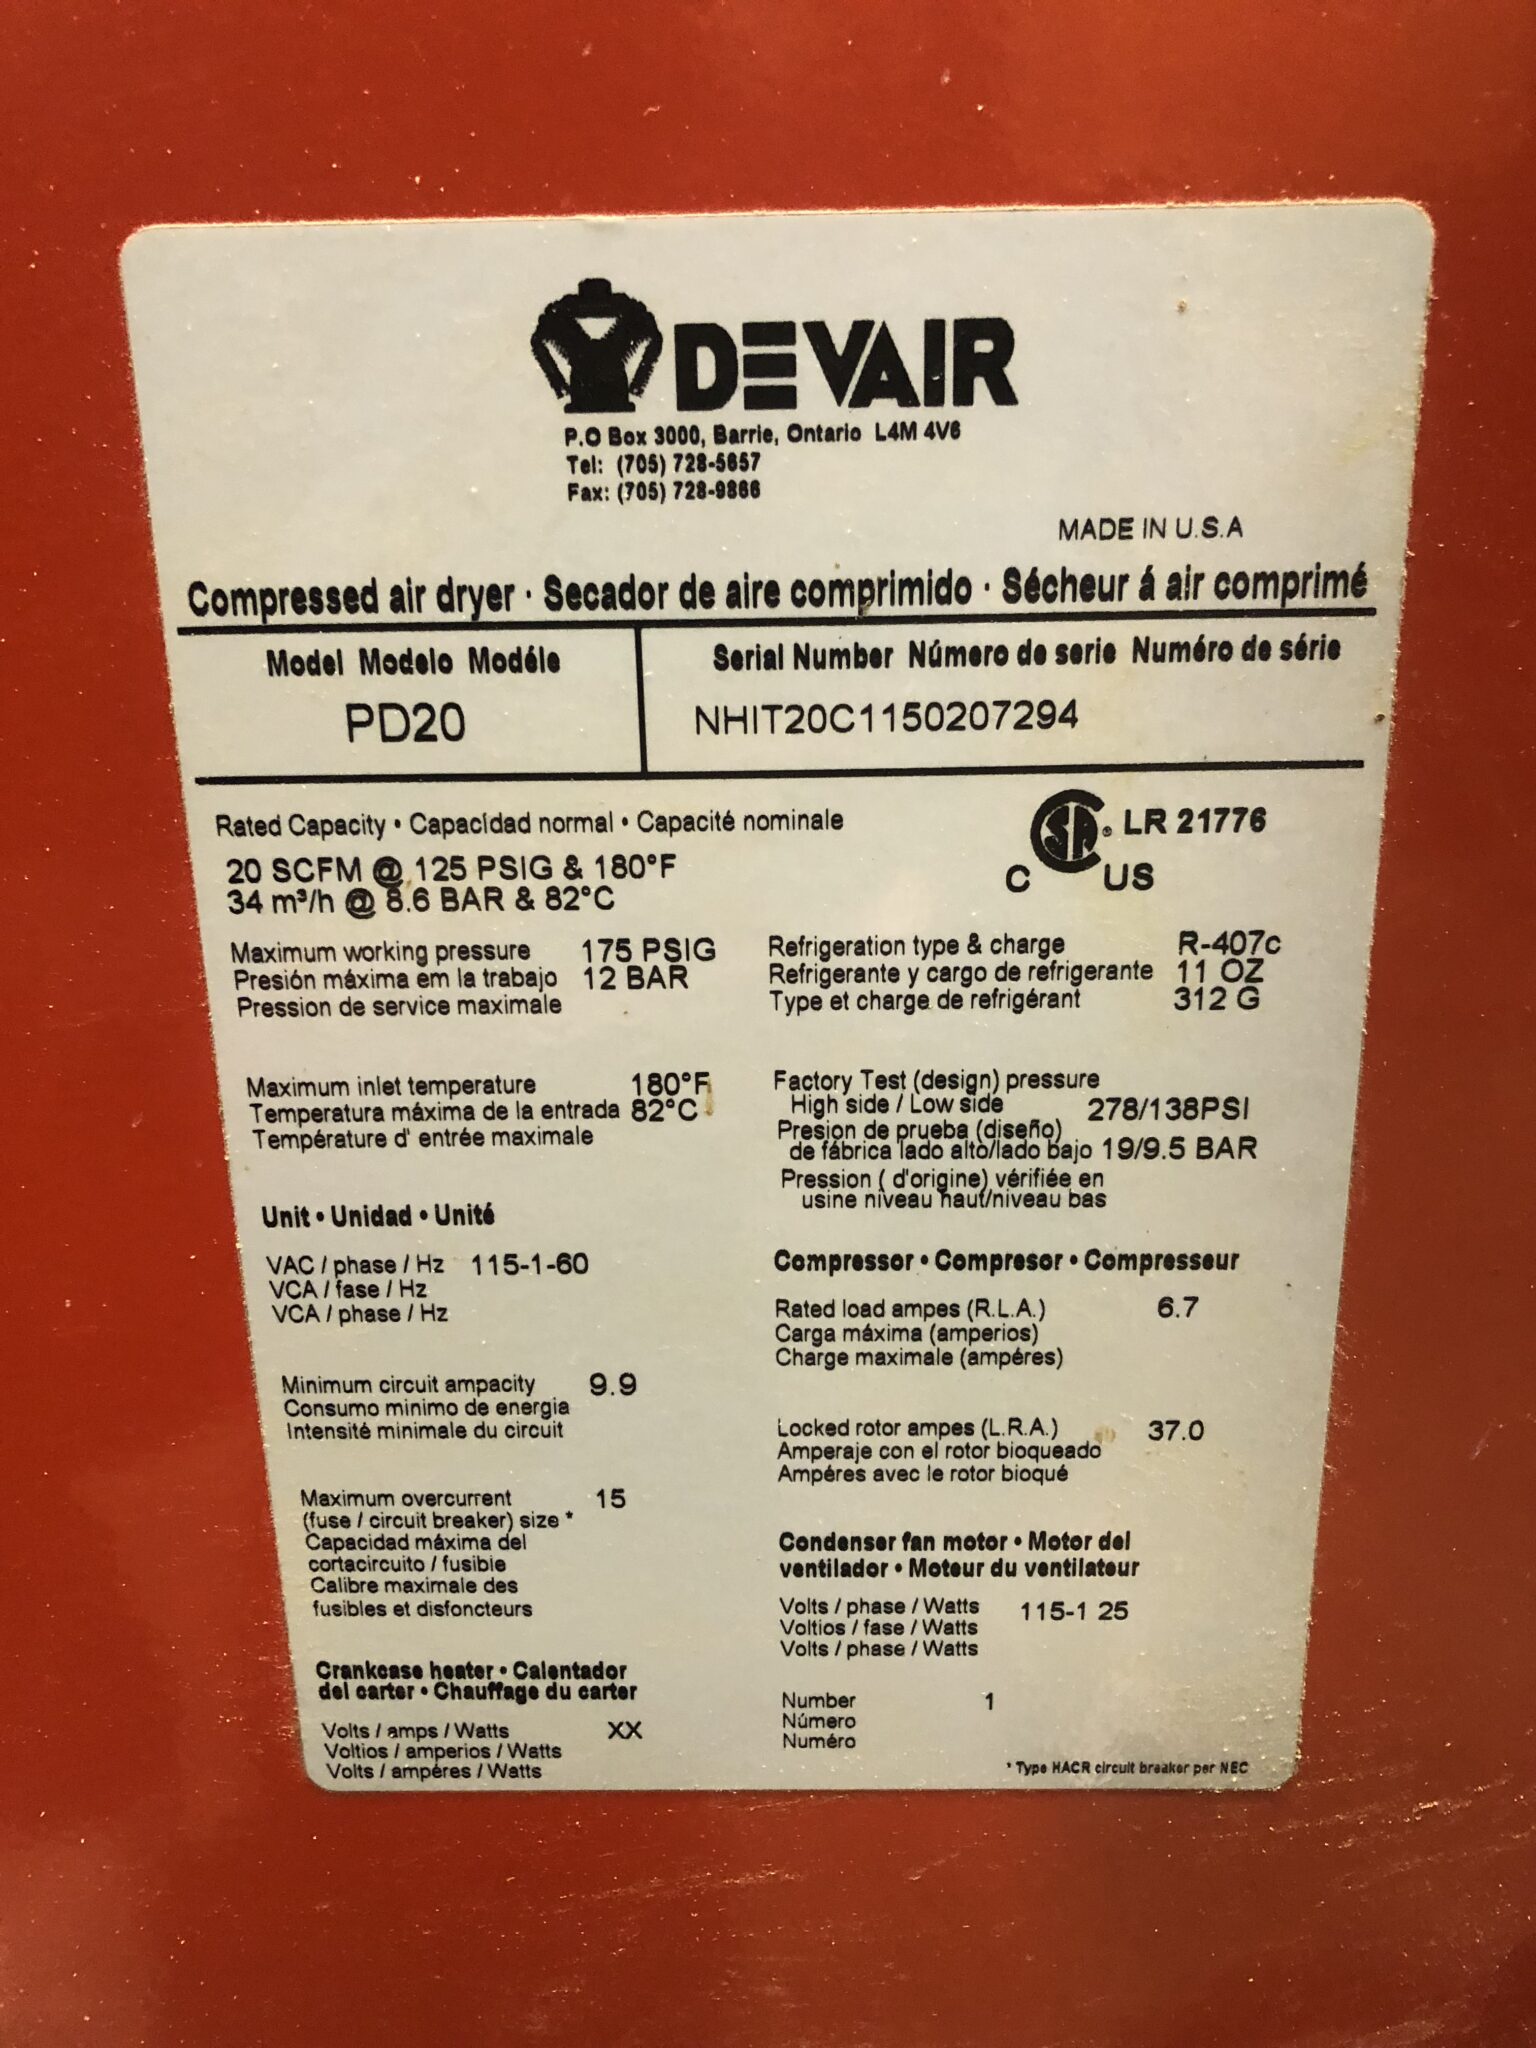 DEVAIR
P.O Box 3000, Barrie, Ontario L4M 4V6
Tel: (705) 728-5657
Fax: (705) 728-9866
MADE IN U.S.A
Compressed air dryer · Secador de aire comprimido · Sécheur á air comprimé
Model Modelo Modéle
PD20
Serial Number Número de serie Numéro de série
NHIT20C1150207294
Rated Capacity • Capacidad normal • Capacité nominale
20 SCFM @ 125 PSIG & 180°F
34 m³/h @ 8.6 BAR & 82°C
CSA® LR 21776
C US
Maximum working pressure 175 PSIG
Presión máxima em la trabajo 12 BAR
Pression de service maximale
Refrigeration type & charge R-407c
Refrigerante y cargo de refrigerante 11 OZ
Type et charge de refrigérant 312 G
Maximum inlet temperature 180°F
Temperatura máxima de la entrada 82°C
Température d' entrée maximale
Factory Test (design) pressure
High side / Low side 278/138PSI
Presion de prueba (diseño)
de fábrica lado alto/lado bajo 19/9.5 BAR
Pression ( d'origine) vérifiée en
usine niveau haut/niveau bas
Unit • Unidad • Unité
VAC / phase / Hz 115-1-60
VCA / fase / Hz
VCA / phase / Hz
Minimum circuit ampacity 9.9
Consumo minimo de energia
Intensité minimale du circuit
Maximum overcurrent 15
(fuse / circuit breaker) size *
Capacidad máxima del
cortacircuito / fusible
Calibre maximale des
fusibles et disfoncteurs
Crankcase heater • Calentador
del carter • Chauffage du carter
Volts / amps / Watts XX
Voltios / amperios / Watts
Volts / ampéres / Watts
Compressor • Compresor • Compresseur
Rated load ampes (R.L.A.) 6.7
Carga máxima (amperios)
Charge maximale (ampéres)
Locked rotor ampes (L.R.A.) 37.0
Amperaje con el rotor bioqueado
Ampéres avec le rotor bioqué
Condenser fan motor • Motor del
ventilador • Moteur du ventilateur
Volts / phase / Watts 115-1 25
Voltios / fase / Watts
Volts / phase / Watts
Number 1
Número
Numéro
* Type HACR circuit breaker per NEC